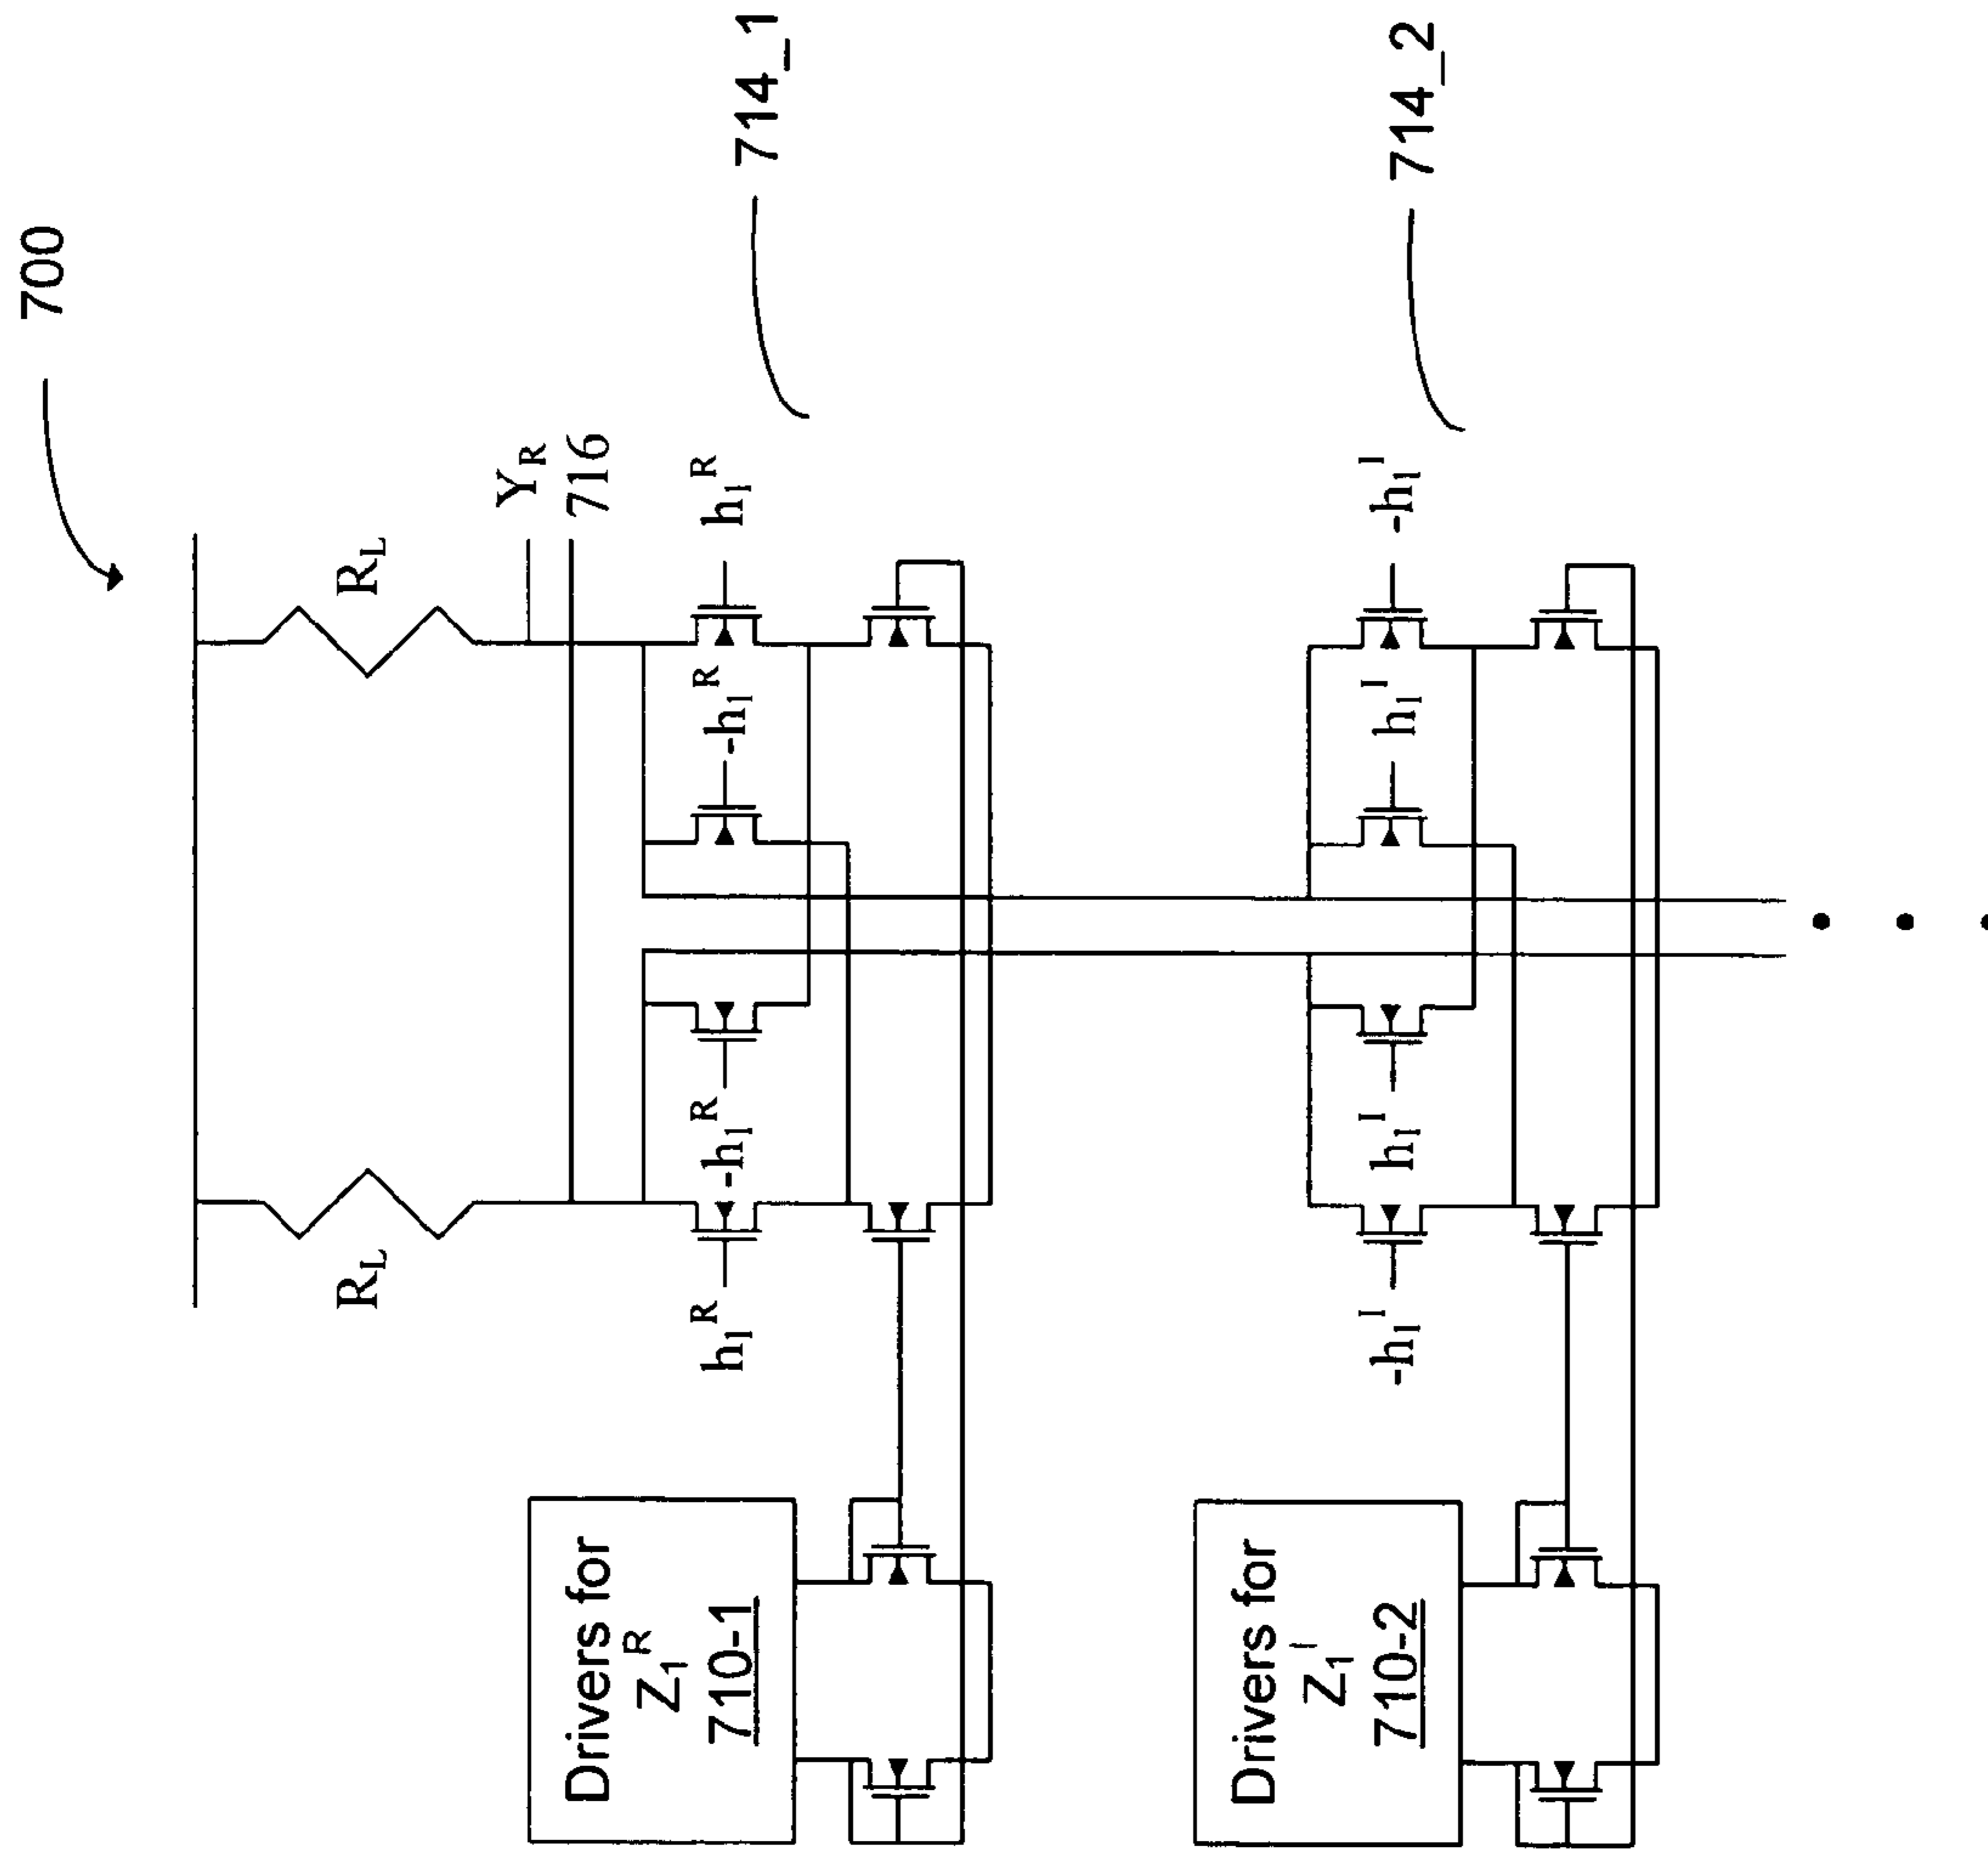 700
R_L
R_L
Y_R
716
Drivers for
Z_1^R
710-1
h_1^R
-h_1^R
-h_1^R
h_1^R
714_1
Drivers for
Z_1^I
710-2
-h_1^I
h_1^I
h_1^I
-h_1^I
714_2